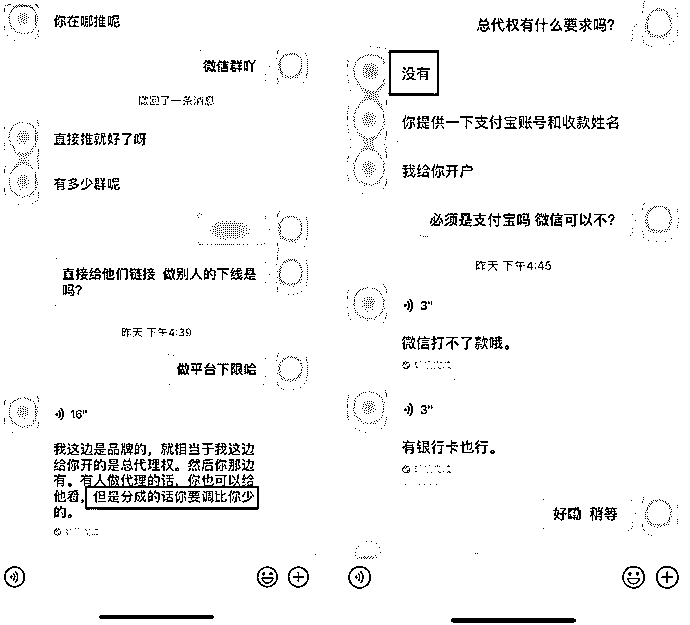 你在哪推呢
微信群吖
撤回了一条消息
直接推就好了呀
有多少群呢
直接给他们链接 做别人的下线是
吗?
昨天 下午4:39
做平台下限哈
16"
我这边是品牌的，就相当于我这边
给你开的是总代理权。然后你那边
有。有人做代理的话，你也可以给
他看，但是分成的话你要调比你少
的。
总代权有什么要求吗?
没有
你提供一下支付宝账号和收款姓名
我给你开户
必须是支付宝吗 微信可以不?
昨天 下午4:45
3"
微信打不了款哦。
3"
有银行卡也行。
好 稍等